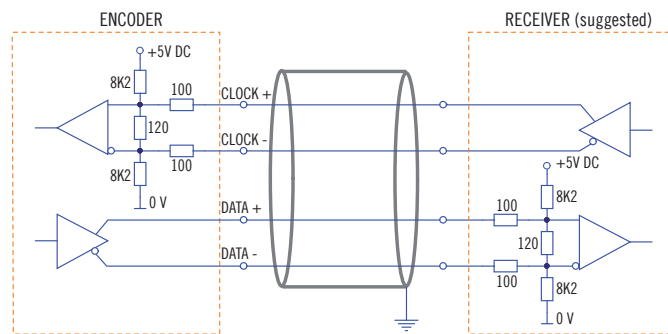 ENCODER
RECEIVER (suggested)
+5V DC
8K2
100
CLOCK +
120
CLOCK -
100
8K2
0 V
+5V DC
100
8K2
DATA +
120
DATA -
100
8K2
0 V